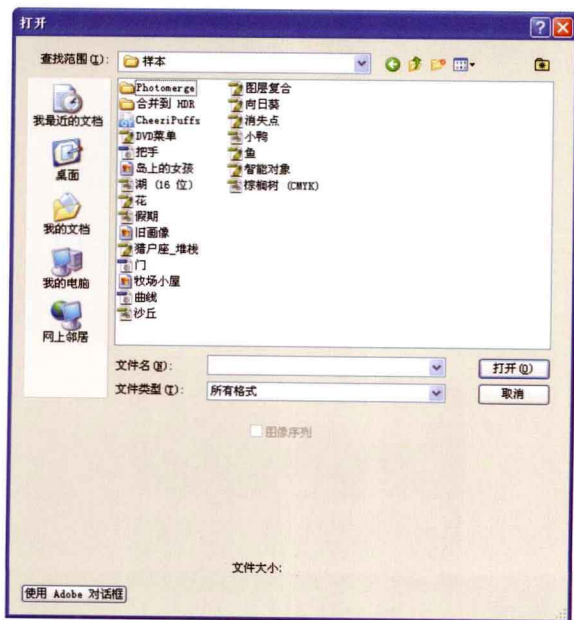 打开
查找范围(I): 样本
我最近的文档
桌面
我的文档
我的电脑
网上邻居
Photomerge
合并到 HDR
CheeziPuffs
DVD菜单
把手
岛上的女孩
湖 (16 位)
花
假期
旧画像
猎户座_堆栈
门
牧场小屋
曲线
沙丘
图层复合
向日葵
消失点
小鸭
鱼
智能对象
棕榈树 (CMYK)
文件名(N):
打开(O)
文件类型(T): 所有格式
取消
图像序列
文件大小:
使用 Adobe 对话框